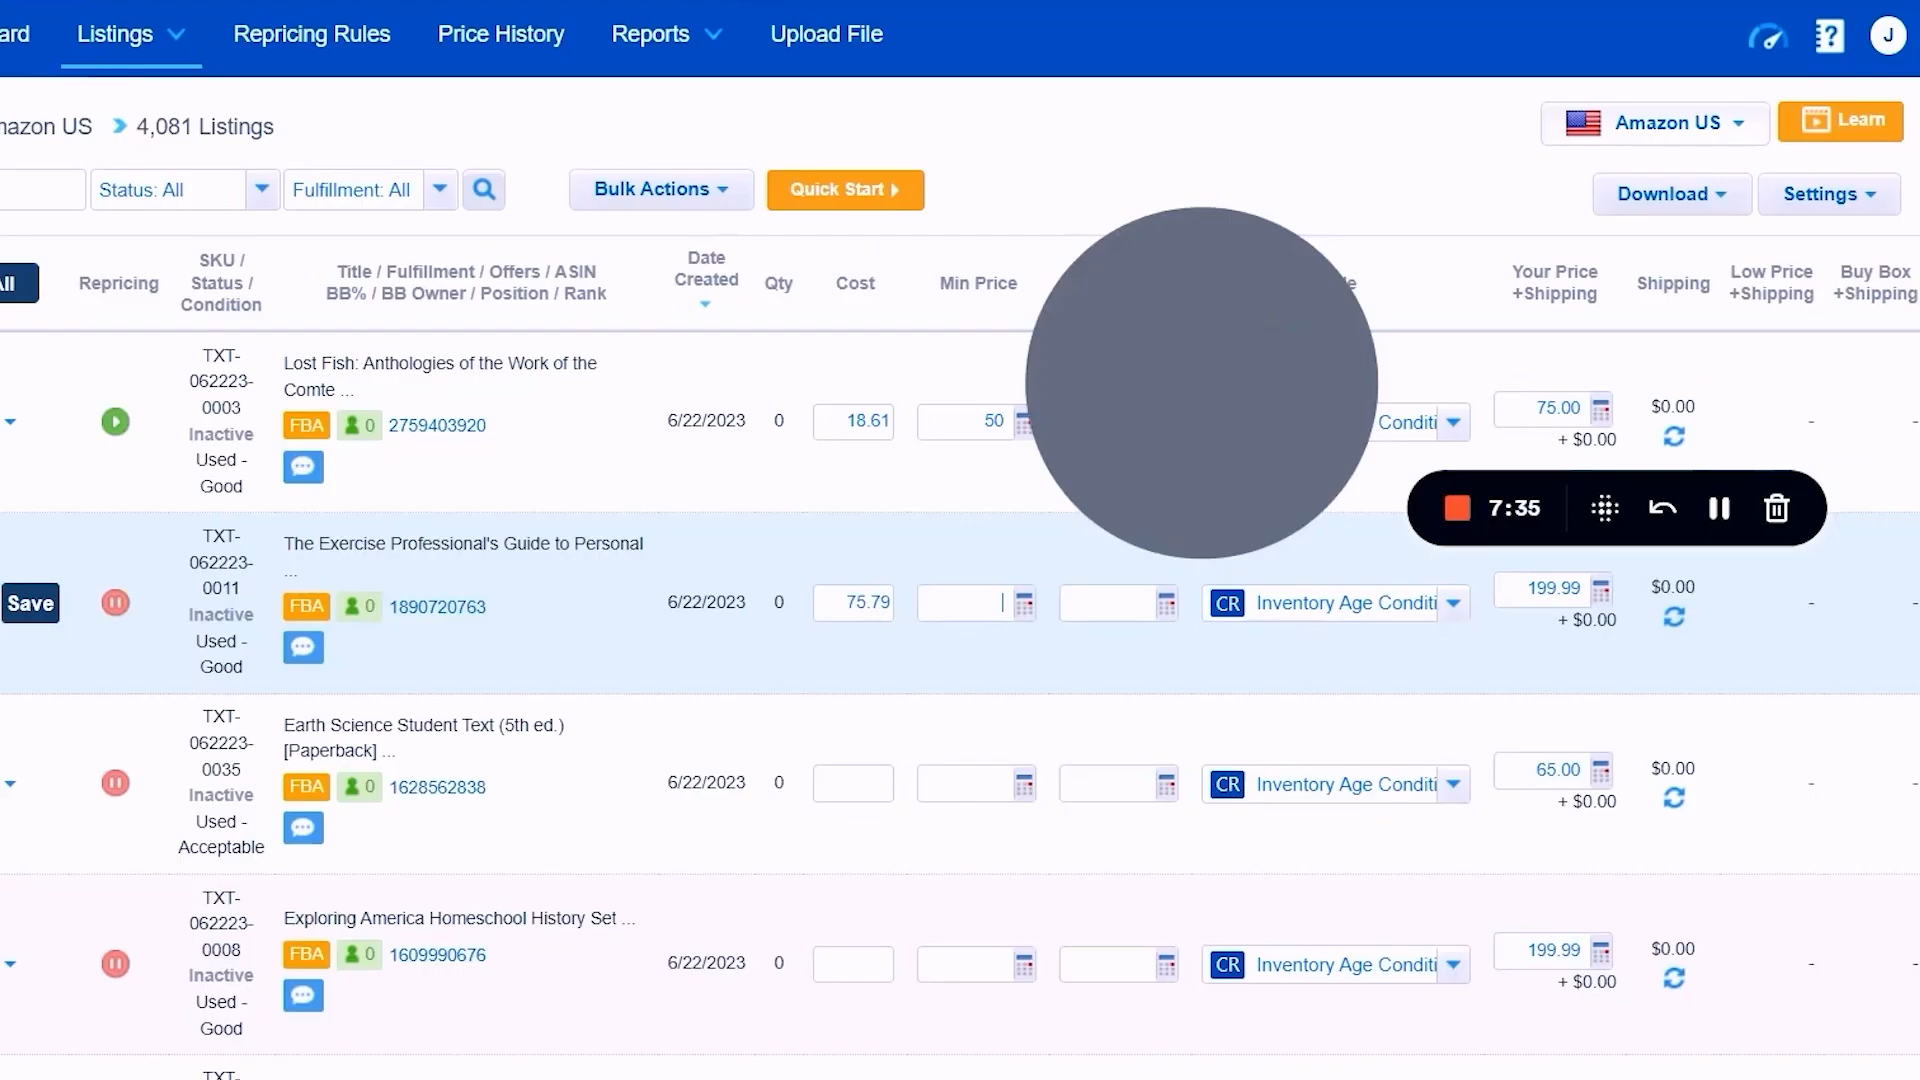 ard Listings Repricing Rules Price History Reports Upload File ? J
mazon US 4,081 Listings
Amazon US Learn
Status: All Fulfillment: All Bulk Actions Quick Start Download Settings
All Repricing SKU / Status / Condition Title / Fulfillment / Offers / ASIN BB% / BB Owner / Position / Rank Date Created Qty Cost Min Price Your Price +Shipping Shipping Low Price +Shipping Buy Box +Shipping
TXT-
062223-
0003
Inactive
Used -
Good
Lost Fish: Anthologies of the Work of the
Comte ...
FBA 0 2759403920
6/22/2023 0 18.61 50 Conditi 75.00 $0.00 -
+ $0.00
7:35
TXT-
062223-
0011
Inactive
Used -
Good
The Exercise Professional's Guide to Personal
...
FBA 0 1890720763
Save 6/22/2023 0 75.79 CR Inventory Age Conditi 199.99 $0.00 -
+ $0.00
TXT-
062223-
0035
Inactive
Used -
Acceptable
Earth Science Student Text (5th ed.)
[Paperback] ...
FBA 0 1628562838
6/22/2023 0 CR Inventory Age Conditi 65.00 $0.00 -
+ $0.00
TXT-
062223-
0008
Inactive
Used -
Good
Exploring America Homeschool History Set ...
FBA 0 1609990676
6/22/2023 0 CR Inventory Age Conditi 199.99 $0.00 -
+ $0.00
TXT-